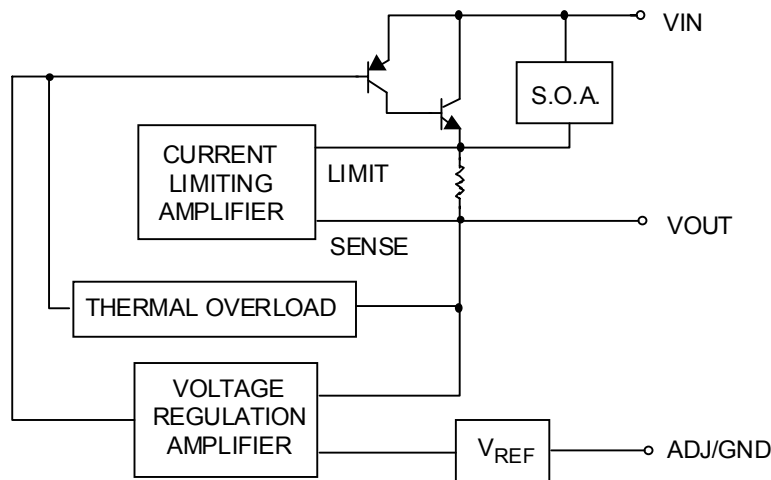 VIN
S.O.A.
CURRENT
LIMITING
AMPLIFIER
LIMIT
SENSE
VOUT
THERMAL OVERLOAD
VOLTAGE
REGULATION
AMPLIFIER
VREF
ADJ/GND